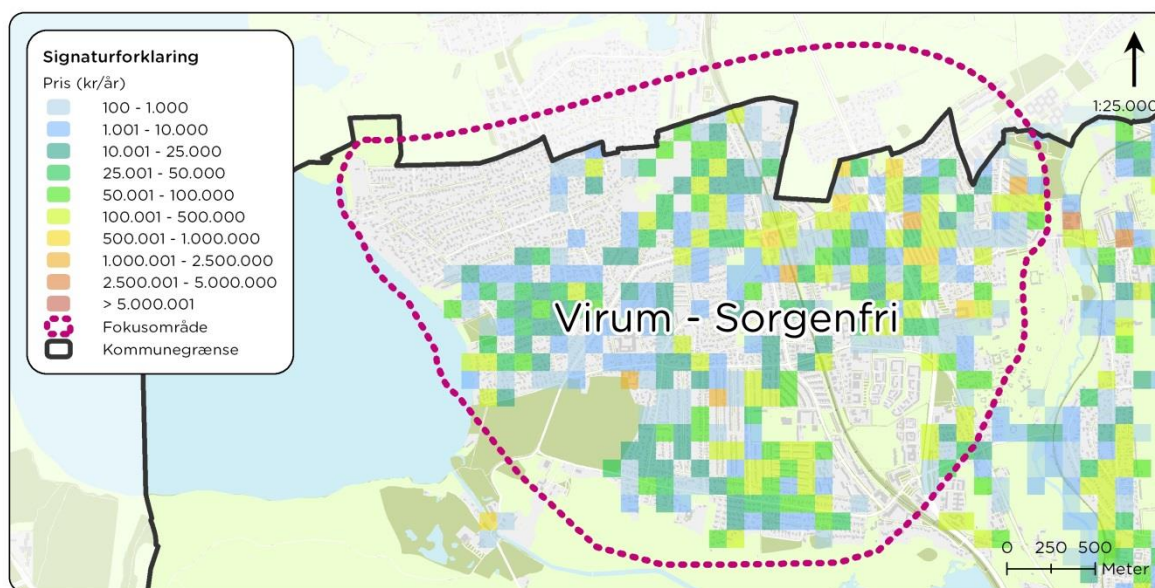 Signaturforklaring
Pris (kr/år)
100 - 1.000
1.001 - 10.000
10.001 - 25.000
25.001 - 50.000
50.001 - 100.000
100.001 - 500.000
500.001 - 1.000.000
1.000.001 - 2.500.000
2.500.001 - 5.000.000
> 5.000.001
Fokusområde
Kommunegrænse
1:25.000
Virum - Sorgenfri
0 250 500
Meter